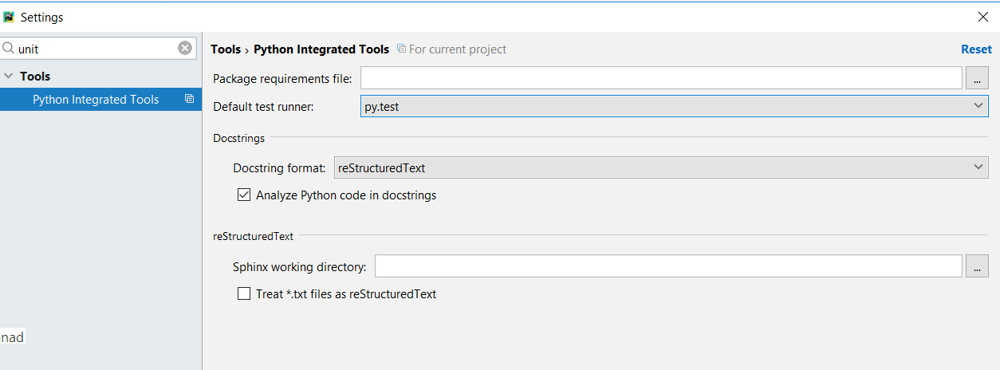 Settings
unit
Tools › Python Integrated Tools For current project Reset
Tools
Package requirements file: ...
Python Integrated Tools
Default test runner: py.test
Docstrings
Docstring format: reStructuredText
Analyze Python code in docstrings
reStructuredText
Sphinx working directory: ...
Treat *.txt files as reStructuredText
nad